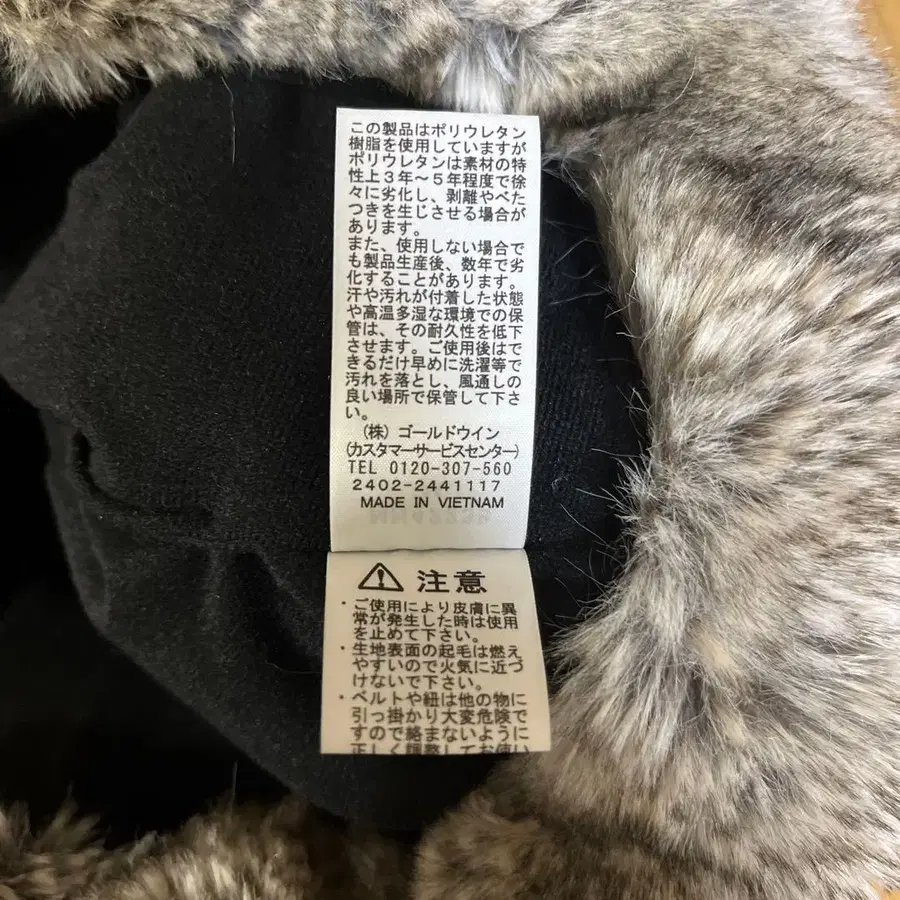 この製品はポリウレタン
樹脂を使用していますが
ポリウレタンは素材の特
性上３年〜５年程度で徐
々に劣化し、剥離やべた
つきを生じさせる場合が
あります。
また、使用しない場合で
も製品生産後、数年で劣
化することがあります。
汗や汚れが付着した状態
や高温多湿な環境での保
管は、その耐久性を低下
させます。ご使用後はで
きるだけ早めに洗濯等で
汚れを落とし、風通しの
良い場所で保管して下さ
い。
（株）ゴールドウイン
(カスタマーサービスセンター)
TEL 0120-307-560
2402-2441117
MADE IN VIETNAM
⚠ 注意
・ご使用により皮膚に異
常が発生した時は使用
を止めて下さい。
・生地表面の起毛は燃え
やすいので火気に近づ
けないで下さい。
・ベルトや紐は他の物に
引っ掛かり大変危険で
すので絡まないように
正しく調整してお使い